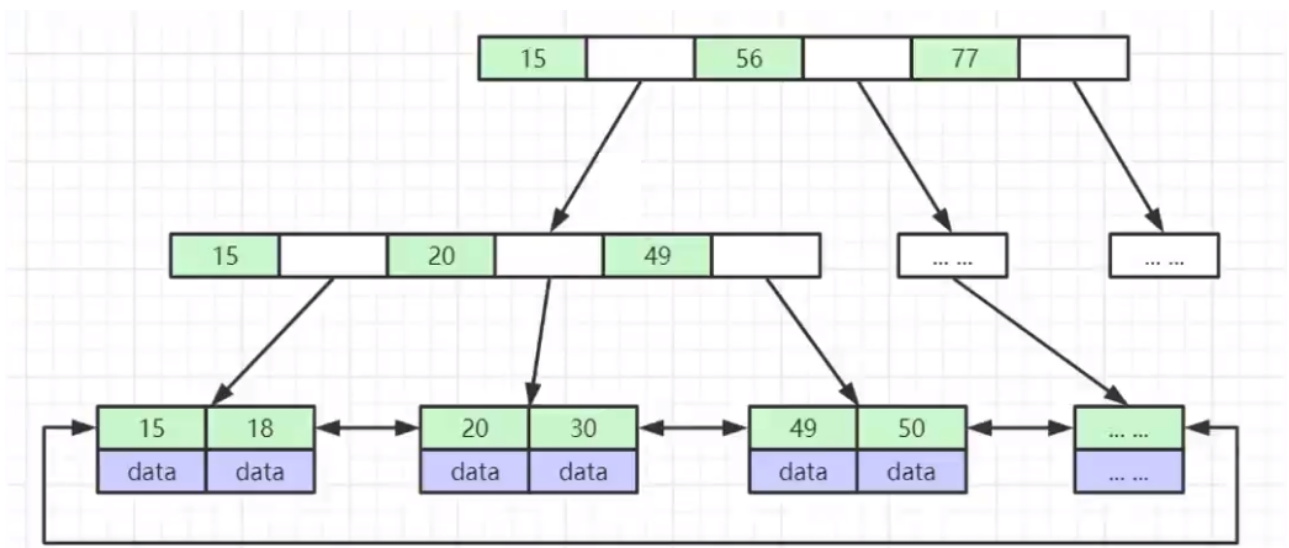 15 56 77
15 20 49 ... ... ... ...
15 18 20 30 49 50 ... ...
data data data data data data ... ...